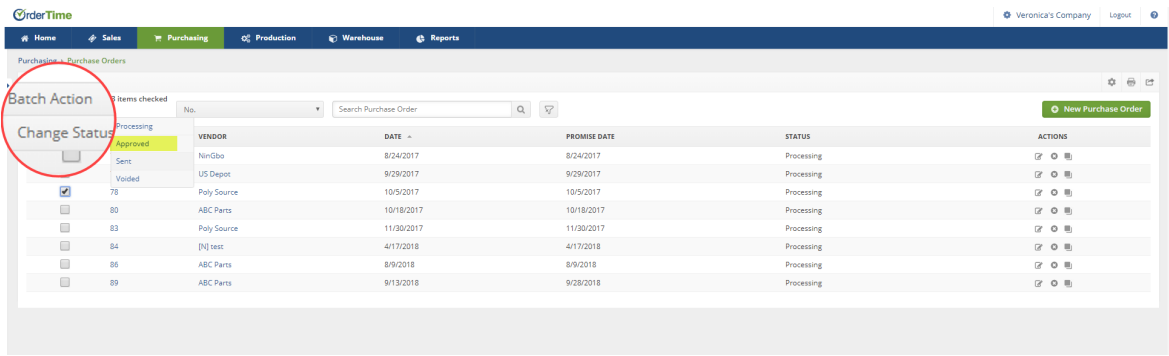 OrderTime
Veronica's Company Logout
Home Sales Purchasing Production Warehouse Reports
Purchasing Purchase Orders
Batch Action
items checked
No. Search Purchase Order New Purchase Order
Change Status
Processing
Approved
Sent
Voided
VENDOR DATE PROMISE DATE STATUS ACTIONS
NinGbo 8/24/2017 8/24/2017 Processing
US Depot 9/29/2017 9/29/2017 Processing
78 Poly Source 10/5/2017 10/5/2017 Processing
80 ABC Parts 10/18/2017 10/18/2017 Processing
83 Poly Source 11/30/2017 11/30/2017 Processing
84 [N] test 4/17/2018 4/17/2018 Processing
86 ABC Parts 8/9/2018 8/9/2018 Processing
89 ABC Parts 9/13/2018 9/28/2018 Processing